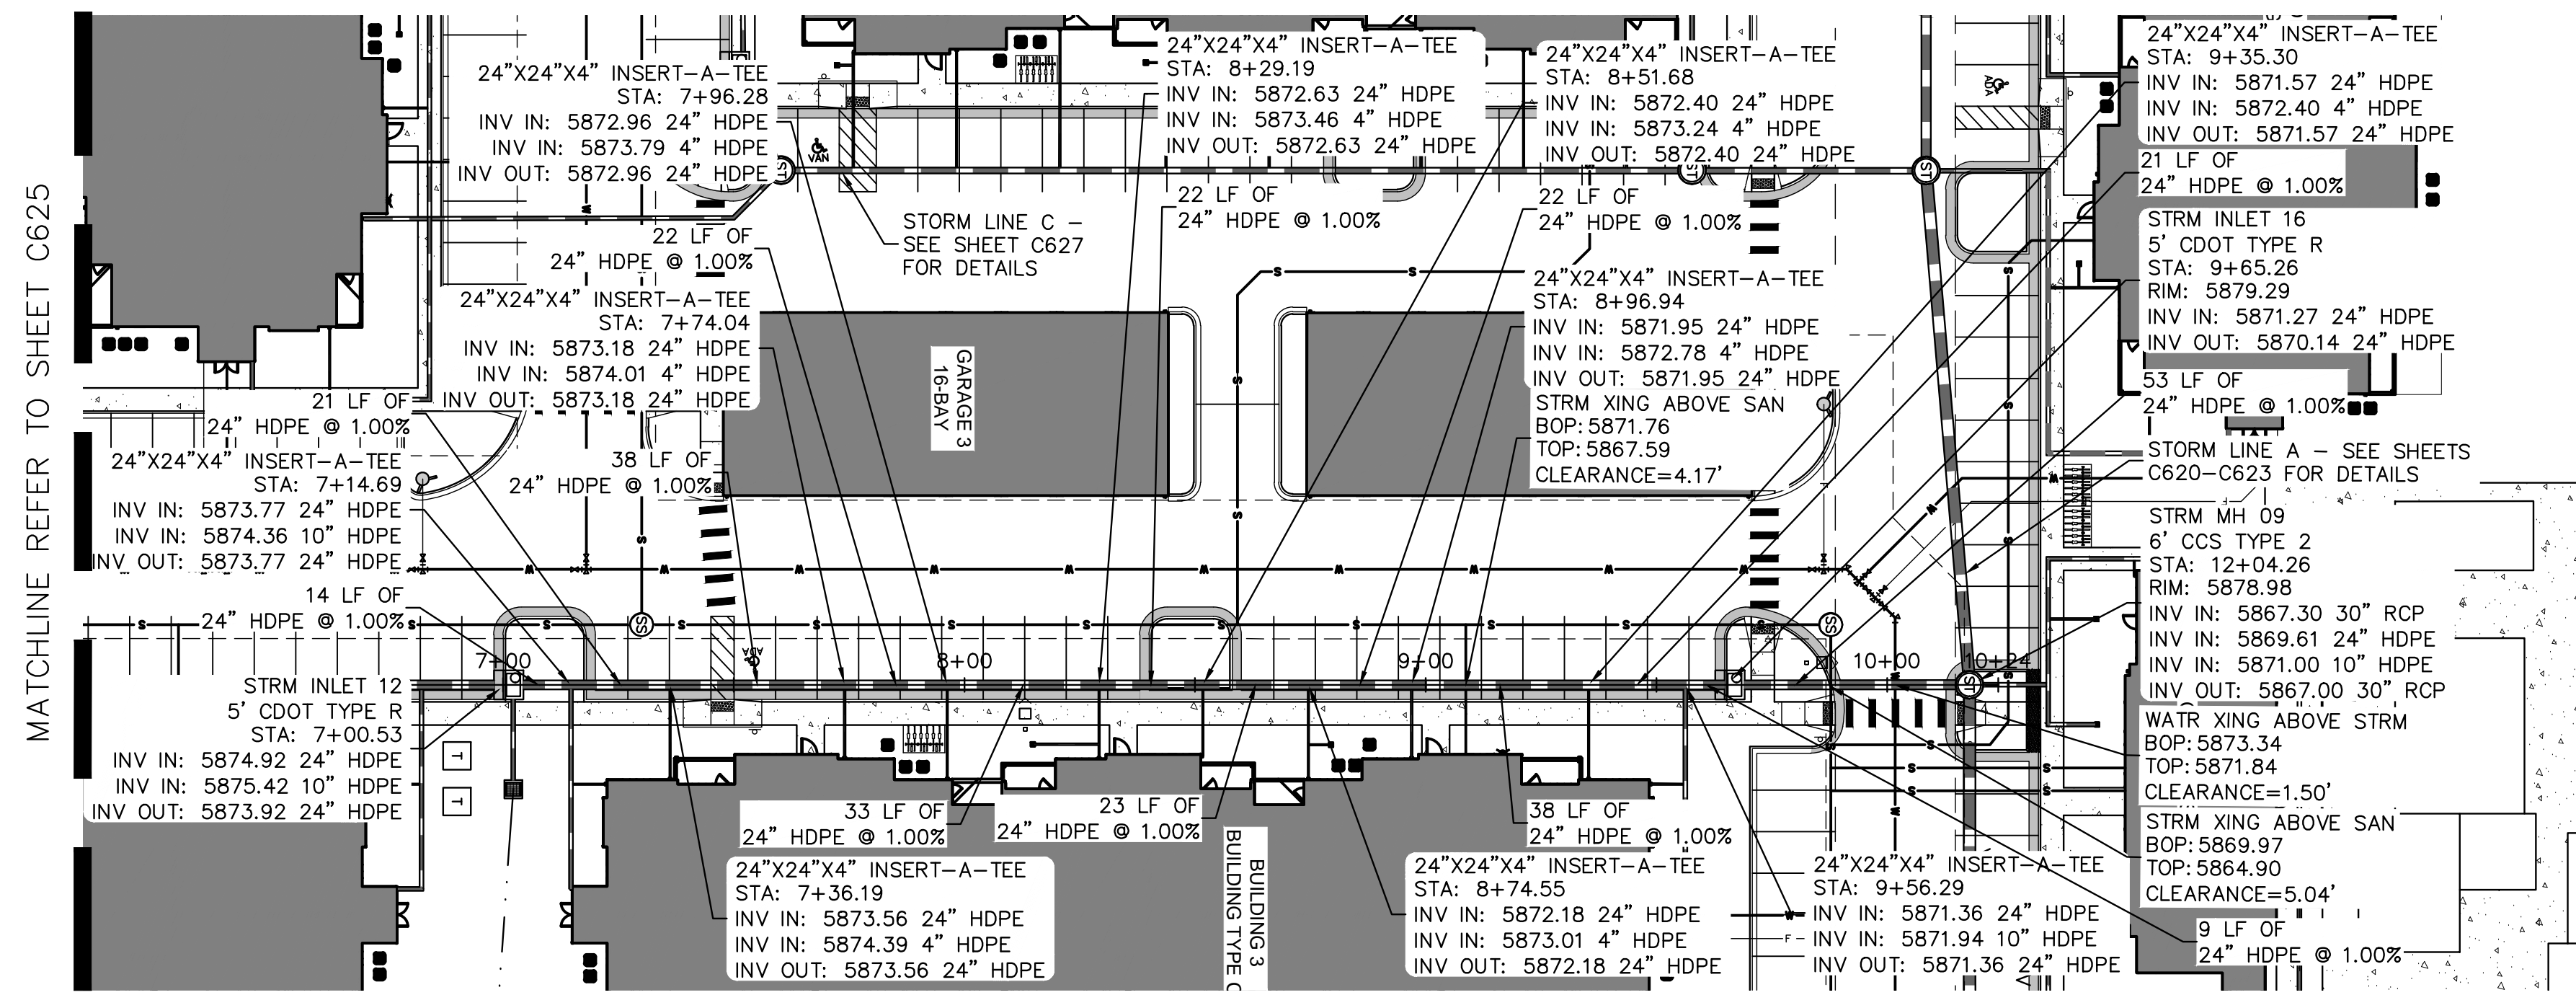 MATCHLINE REFER TO SHEET C625
24"X24"X4" INSERT-A-TEE
STA: 7+96.28
INV IN: 5872.96 24" HDPE
INV IN: 5873.79 4" HDPE
INV OUT: 5872.96 24" HDPE
22 LF OF
24" HDPE @ 1.00%
24"X24"X4" INSERT-A-TEE
STA: 7+74.04
INV IN: 5873.18 24" HDPE
INV IN: 5874.01 4" HDPE
INV OUT: 5873.18 24" HDPE
21 LF OF
24" HDPE @ 1.00%
24"X24"X4" INSERT-A-TEE
STA: 7+14.69
INV IN: 5873.77 24" HDPE
INV IN: 5874.36 10" HDPE
INV OUT: 5873.77 24" HDPE
38 LF OF
24" HDPE @ 1.00%
14 LF OF
24" HDPE @ 1.00%
STRM INLET 12
5' CDOT TYPE R
STA: 7+00.53
INV IN: 5874.92 24" HDPE
INV IN: 5875.42 10" HDPE
INV OUT: 5873.92 24" HDPE
VAN
ST
STORM LINE C -
SEE SHEET C627
FOR DETAILS
24"X24"X4" INSERT-A-TEE
STA: 8+29.19
INV IN: 5872.63 24" HDPE
INV IN: 5873.46 4" HDPE
INV OUT: 5872.63 24" HDPE
22 LF OF
24" HDPE @ 1.00%
24"X24"X4" INSERT-A-TEE
STA: 8+51.68
INV IN: 5872.40 24" HDPE
INV IN: 5873.24 4" HDPE
INV OUT: 5872.40 24" HDPE
ST
ST
22 LF OF
24" HDPE @ 1.00%
24"X24"X4" INSERT-A-TEE
STA: 8+96.94
INV IN: 5871.95 24" HDPE
INV IN: 5872.78 4" HDPE
INV OUT: 5871.95 24" HDPE
STRM XING ABOVE SAN
BOP:5871.76
TOP:5867.59
CLEARANCE=4.17'
GARAGE 3
16-BAY
ADA
24"X24"X4" INSERT-A-TEE
STA: 9+35.30
INV IN: 5871.57 24" HDPE
INV IN: 5872.40 4" HDPE
INV OUT: 5871.57 24" HDPE
21 LF OF
24" HDPE @ 1.00%
STRM INLET 16
5' CDOT TYPE R
STA: 9+65.26
RIM: 5879.29
INV IN: 5871.27 24" HDPE
INV OUT: 5870.14 24" HDPE
53 LF OF
24" HDPE @ 1.00%
STORM LINE A - SEE SHEETS
C620-C623 FOR DETAILS
STRM MH 09
6' CCS TYPE 2
STA: 12+04.26
RIM: 5878.98
INV IN: 5867.30 30" RCP
INV IN: 5869.61 24" HDPE
INV IN: 5871.00 10" HDPE
INV OUT: 5867.00 30" RCP
WATR XING ABOVE STRM
BOP:5873.34
TOP:5871.84
CLEARANCE=1.50'
STRM XING ABOVE SAN
BOP:5869.97
TOP:5864.90
CLEARANCE=5.04'
9 LF OF
24" HDPE @ 1.00%
SS
SS
7+00
ADA
8+00
9+00
10+00
10+24
ST
T
T
33 LF OF
24" HDPE @ 1.00%
23 LF OF
24" HDPE @ 1.00%
38 LF OF
24" HDPE @ 1.00%
24"X24"X4" INSERT-A-TEE
STA: 7+36.19
INV IN: 5873.56 24" HDPE
INV IN: 5874.39 4" HDPE
INV OUT: 5873.56 24" HDPE
BUILDING 3
BUILDING TYPE C
24"X24"X4" INSERT-A-TEE
STA: 8+74.55
INV IN: 5872.18 24" HDPE
INV IN: 5873.01 4" HDPE
INV OUT: 5872.18 24" HDPE
24"X24"X4" INSERT-A-TEE
STA: 9+56.29
INV IN: 5871.36 24" HDPE
INV IN: 5871.94 10" HDPE
INV OUT: 5871.36 24" HDPE